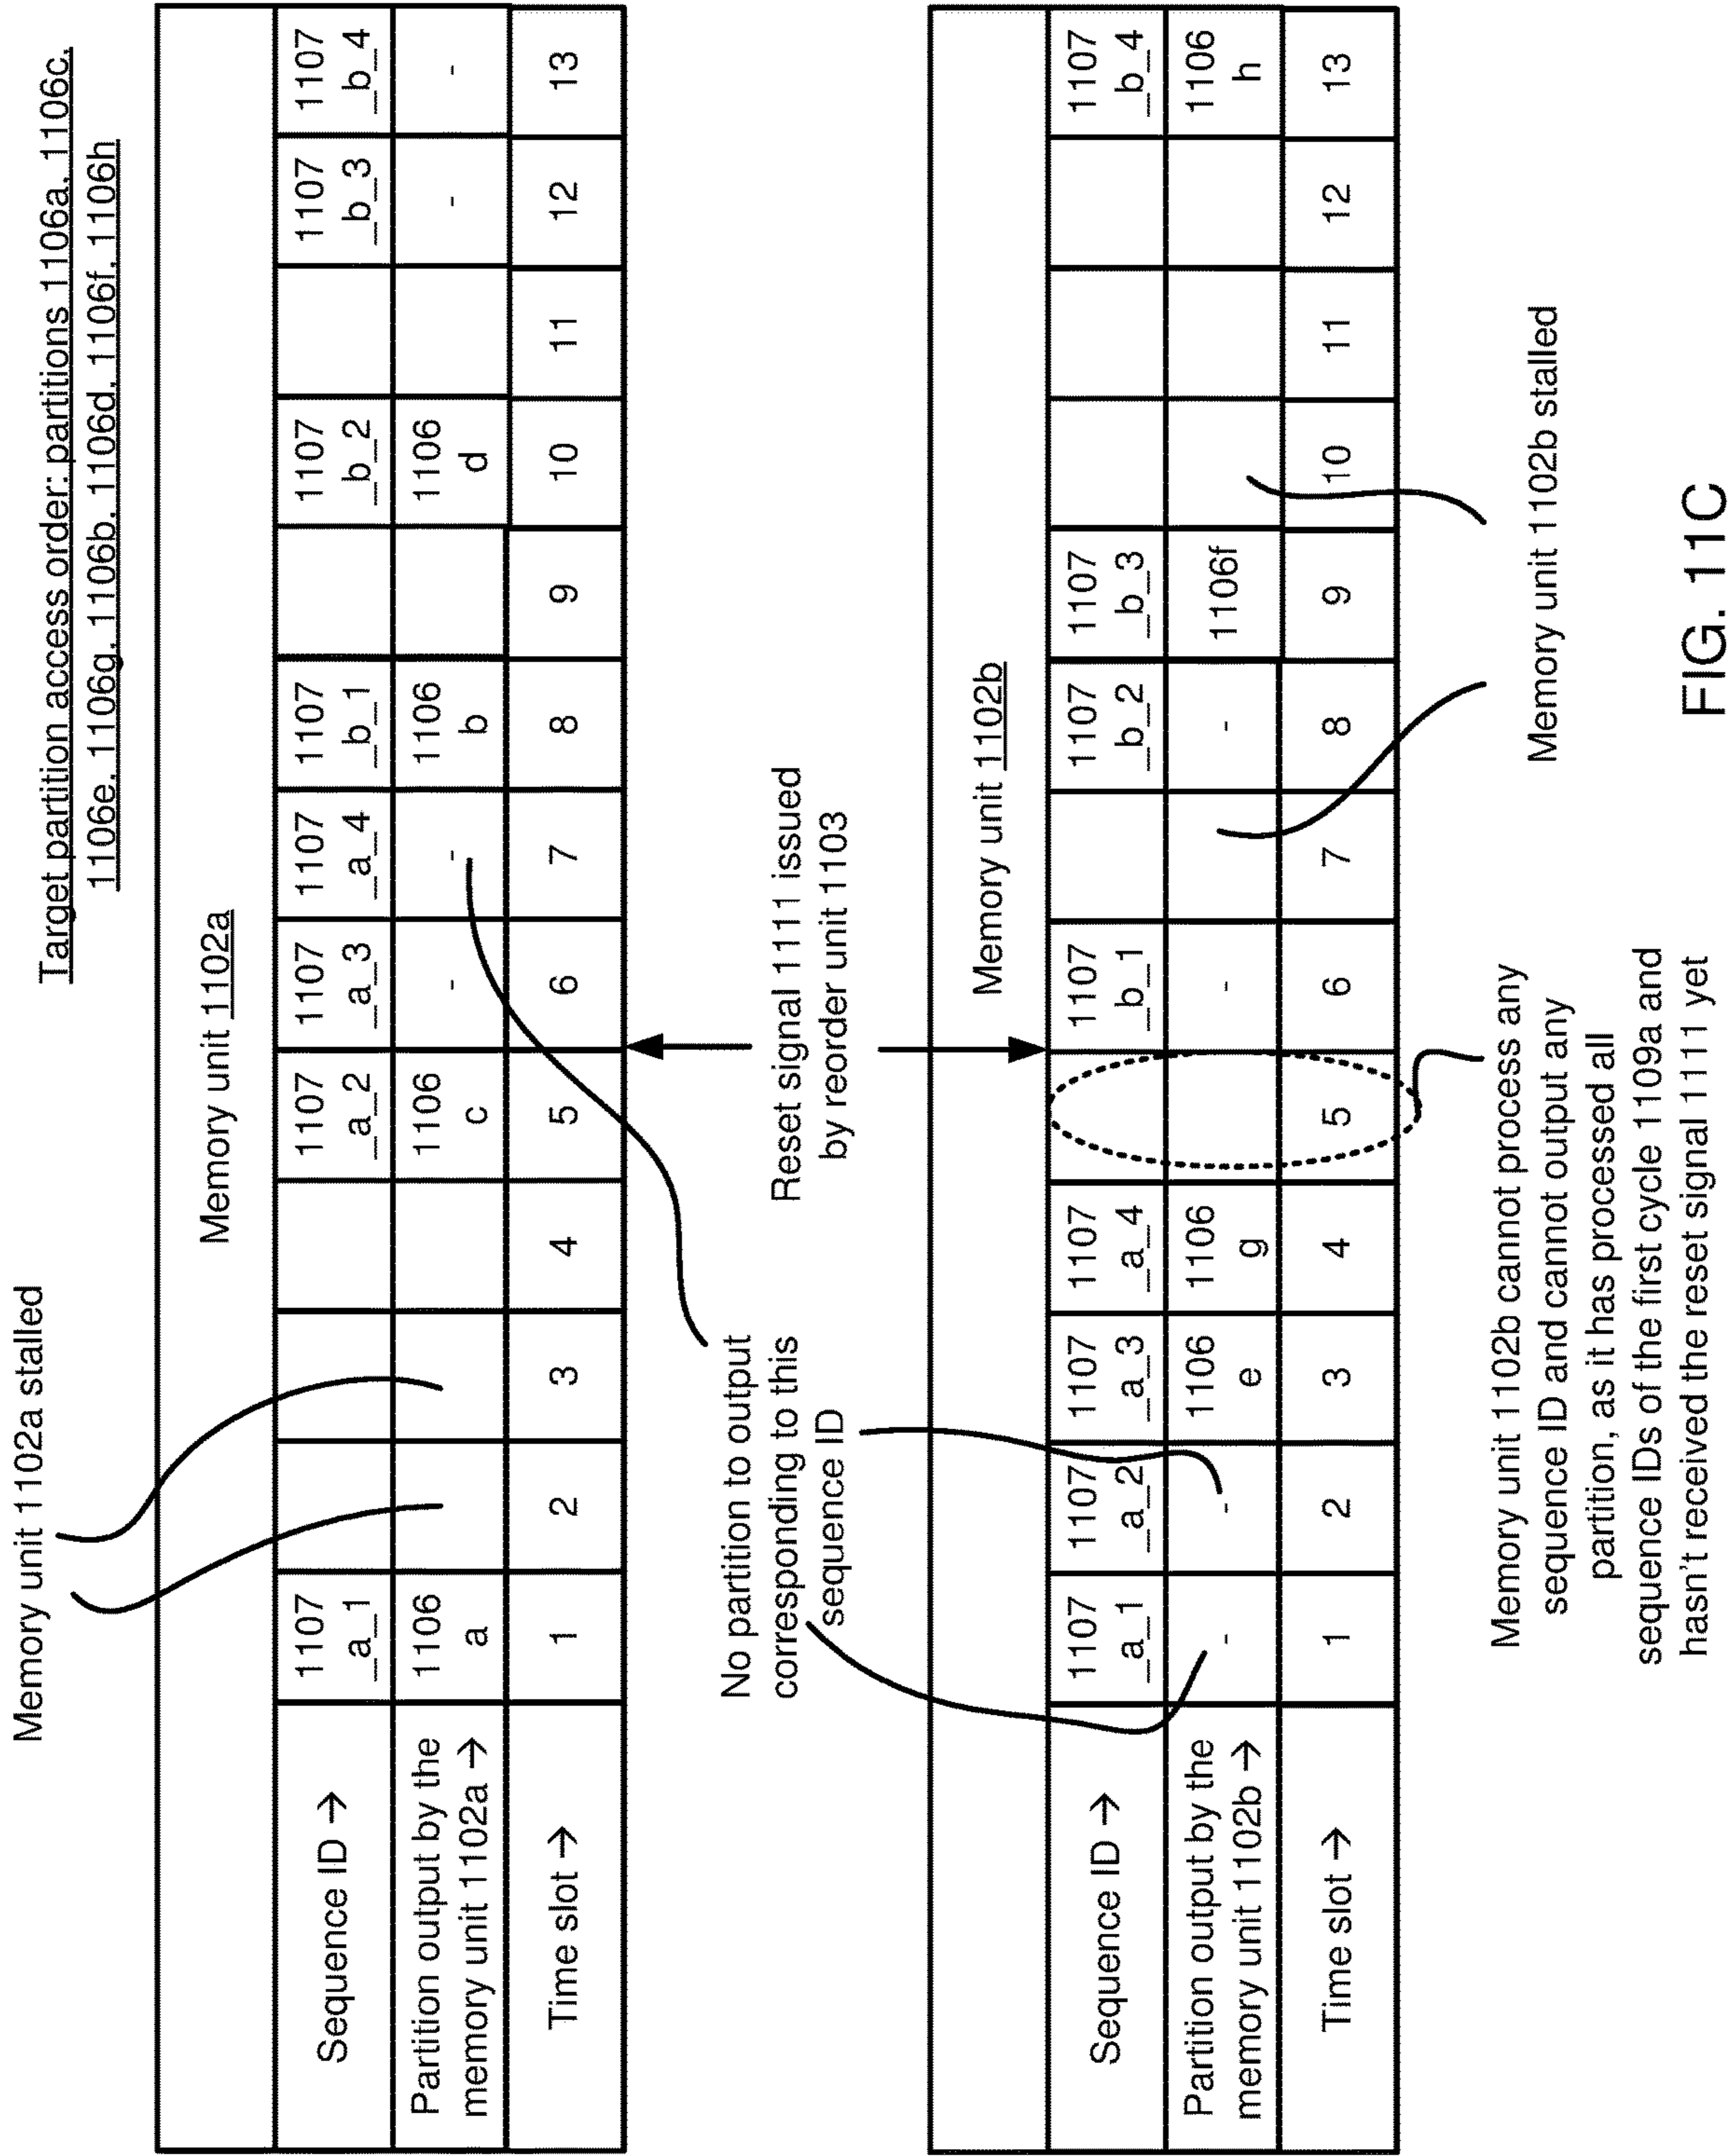 Target partition access order: partitions 1106a, 1106c,
1106e, 1106g, 1106b, 1106d, 1106f, 1106h
Memory unit 1102a stalled
Memory unit 1102a
Sequence ID → 1107_a_1 1107_a_2 1107_a_3 1107_a_4 1107_b_1 1107_b_2 1107_b_3 1107_b_4
Partition output by the
memory unit 1102a → 1106a 1106c - - 1106b 1106d - -
Time slot → 1 2 3 4 5 6 7 8 9 10 11 12 13
No partition to output
corresponding to this
sequence ID
Reset signal 1111 issued
by reorder unit 1103
Memory unit 1102b
Sequence ID → 1107_a_1 1107_a_2 1107_a_3 1107_a_4 1107_b_1 1107_b_2 1107_b_3 1107_b_4
Partition output by the
memory unit 1102b → - - 1106e 1106g - - 1106f 1106h
Time slot → 1 2 3 4 5 6 7 8 9 10 11 12 13
Memory unit 1102b cannot process any
sequence ID and cannot output any
partition, as it has processed all
sequence IDs of the first cycle 1109a and
hasn't received the reset signal 1111 yet
Memory unit 1102b stalled
FIG. 11C